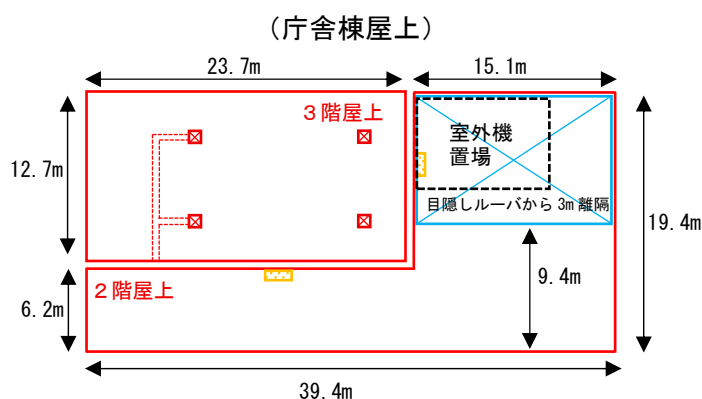 （庁舎棟屋上）
23.7m
15.1m
３階屋上
室外機
置場
12.7m
目隠しルーバから 3m 離隔
19.4m
２階屋上
9.4m
6.2m
39.4m